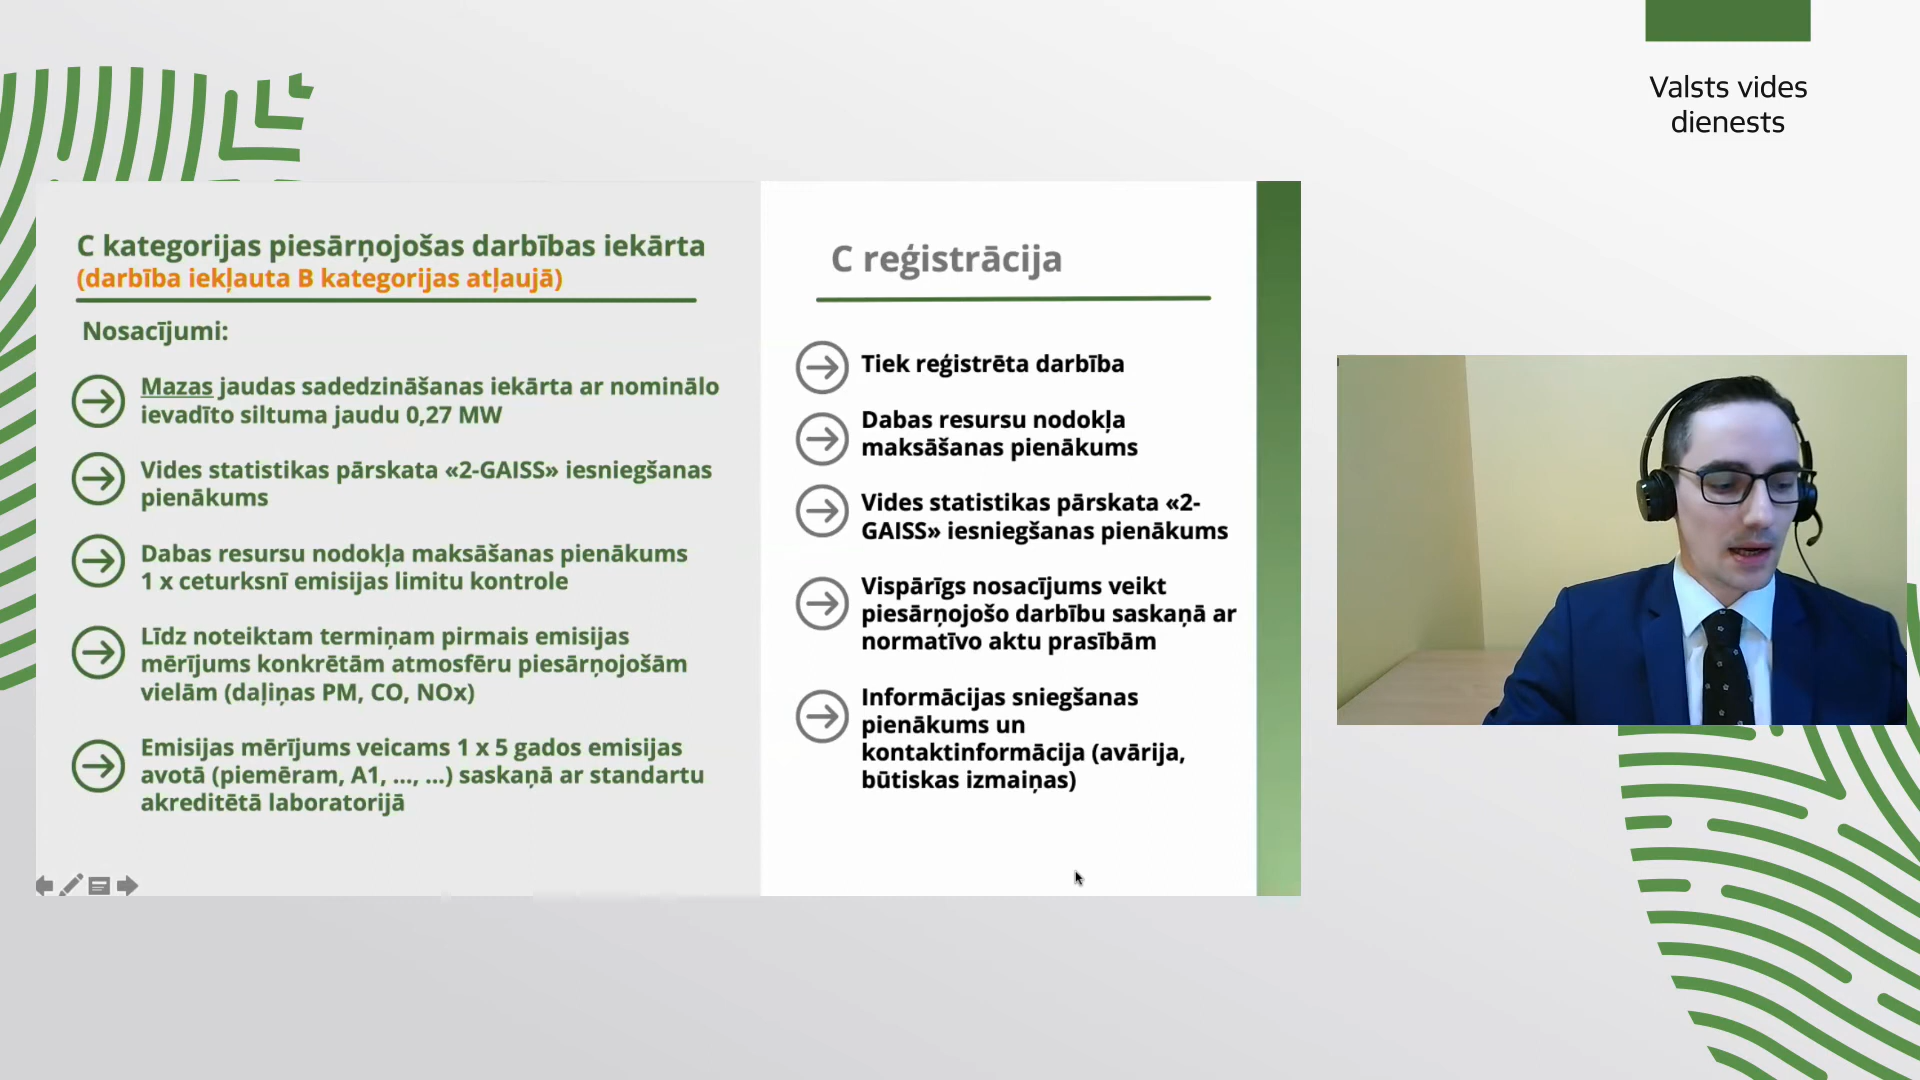 Valsts vides
dienests
C kategorijas piesārņojošas darbības iekārta
(darbība iekļauta B kategorijas atļaujā)
Nosacījumi:
Mazas jaudas sadedzināšanas iekārta ar nominālo
ievadīto siltuma jaudu 0,27 MW
Vides statistikas pārskata «2-GAISS» iesniegšanas
pienākums
Dabas resursu nodokļa maksāšanas pienākums
1 x ceturksnī emisijas limitu kontrole
Līdz noteiktam termiņam pirmais emisijas
mērījums konkrētām atmosfēru piesārņojošām
vielām (daļiņas PM, CO, NOx)
Emisijas mērījums veicams 1 x 5 gados emisijas
avotā (piemēram, A1, ..., ...) saskaņā ar standartu
akreditētā laboratorijā
C reģistrācija
Tiek reģistrēta darbība
Dabas resursu nodokļa
maksāšanas pienākums
Vides statistikas pārskata «2-
GAISS» iesniegšanas pienākums
Vispārīgs nosacījums veikt
piesārņojošo darbību saskaņā ar
normatīvo aktu prasībām
Informācijas sniegšanas
pienākums un
kontaktinformācija (avārija,
būtiskas izmaiņas)